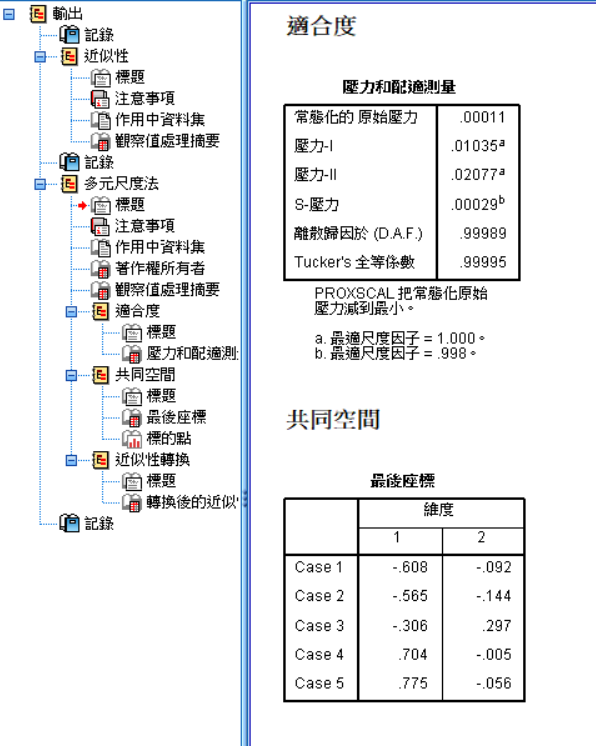 輸出
記錄
近似性
標題
注意事項
作用中資料集
觀察值處理摘要
記錄
多元尺度法
標題
注意事項
作用中資料集
著作權所有者
觀察值處理摘要
適合度
標題
壓力和配適測
共同空間
標題
最後座標
標的點
近似性轉換
標題
轉換後的近似
記錄
適合度
壓力和配適測量
常態化的 原始壓力 .00011
壓力-I .01035a
壓力-II .02077a
S-壓力 .00029b
離散歸因於 (D.A.F.) .99989
Tucker's 全等係數 .99995
PROXSCAL 把常態化原始
壓力減到最小。
a. 最適尺度因子 = 1.000。
b. 最適尺度因子 = .998。
共同空間
最後座標
維度
1 2
Case 1 -.608 -.092
Case 2 -.565 -.144
Case 3 -.306 .297
Case 4 .704 -.005
Case 5 .775 -.056